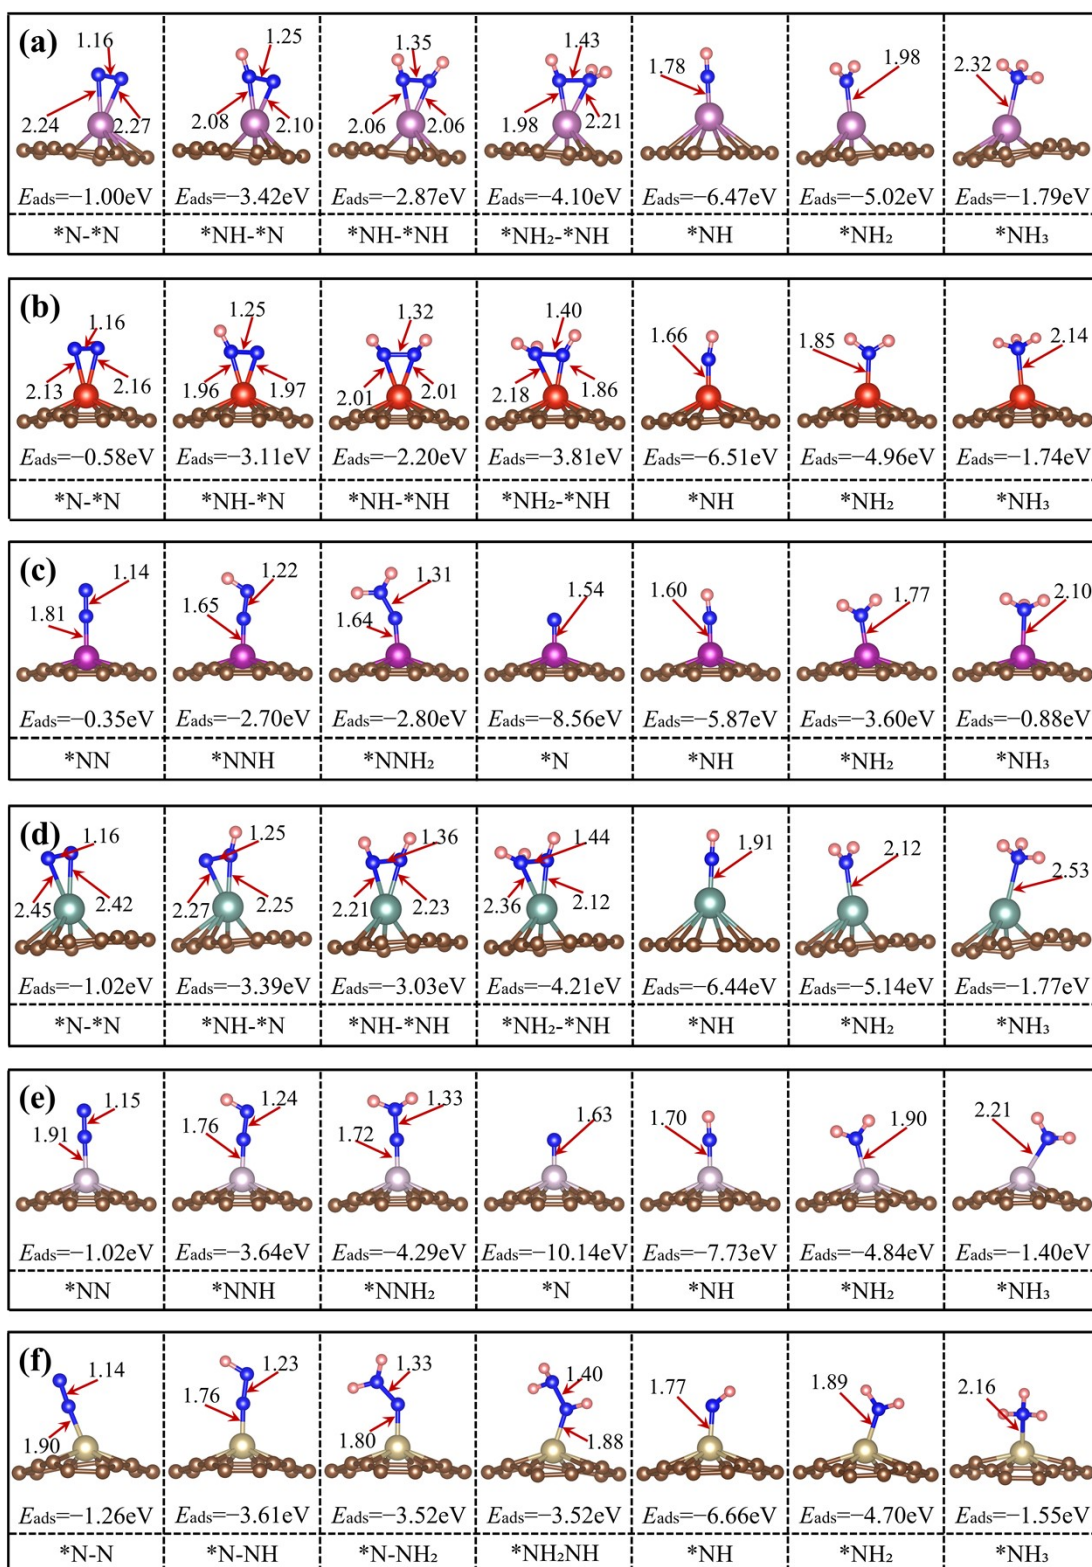 (a)
1.16
1.25
1.35
1.43
1.78
1.98
2.32
2.24
2.27
2.08
2.10
2.06
2.06
1.98
2.21
Eads=−1.00eV
Eads=−3.42eV
Eads=−2.87eV
Eads=−4.10eV
Eads=−6.47eV
Eads=−5.02eV
Eads=−1.79eV
*N-*N
*NH-*N
*NH-*NH
*NH₂-*NH
*NH
*NH₂
*NH₃
(b)
1.16
1.25
1.32
1.40
1.66
1.85
2.14
2.13
2.16
1.96
1.97
2.01
2.01
2.18
1.86
Eads=−0.58eV
Eads=−3.11eV
Eads=−2.20eV
Eads=−3.81eV
Eads=−6.51eV
Eads=−4.96eV
Eads=−1.74eV
*N-*N
*NH-*N
*NH-*NH
*NH₂-*NH
*NH
*NH₂
*NH₃
(c)
1.14
1.22
1.31
1.54
1.60
1.77
2.10
1.81
1.65
1.64
Eads=−0.35eV
Eads=−2.70eV
Eads=−2.80eV
Eads=−8.56eV
Eads=−5.87eV
Eads=−3.60eV
Eads=−0.88eV
*NN
*NNH
*NNH₂
*N
*NH
*NH₂
*NH₃
(d)
1.16
1.25
1.36
1.44
1.91
2.12
2.53
2.45
2.42
2.27
2.25
2.21
2.23
2.36
2.12
Eads=−1.02eV
Eads=−3.39eV
Eads=−3.03eV
Eads=−4.21eV
Eads=−6.44eV
Eads=−5.14eV
Eads=−1.77eV
*N-*N
*NH-*N
*NH-*NH
*NH₂-*NH
*NH
*NH₂
*NH₃
(e)
1.15
1.24
1.33
1.63
1.70
1.90
2.21
1.91
1.76
1.72
Eads=−1.02eV
Eads=−3.64eV
Eads=−4.29eV
Eads=−10.14eV
Eads=−7.73eV
Eads=−4.84eV
Eads=−1.40eV
*NN
*NNH
*NNH₂
*N
*NH
*NH₂
*NH₃
(f)
1.14
1.23
1.33
1.40
1.77
1.89
2.16
1.90
1.76
1.80
1.88
Eads=−1.26eV
Eads=−3.61eV
Eads=−3.52eV
Eads=−3.52eV
Eads=−6.66eV
Eads=−4.70eV
Eads=−1.55eV
*N-N
*N-NH
*N-NH₂
*NH₂NH
*NH
*NH₂
*NH₃